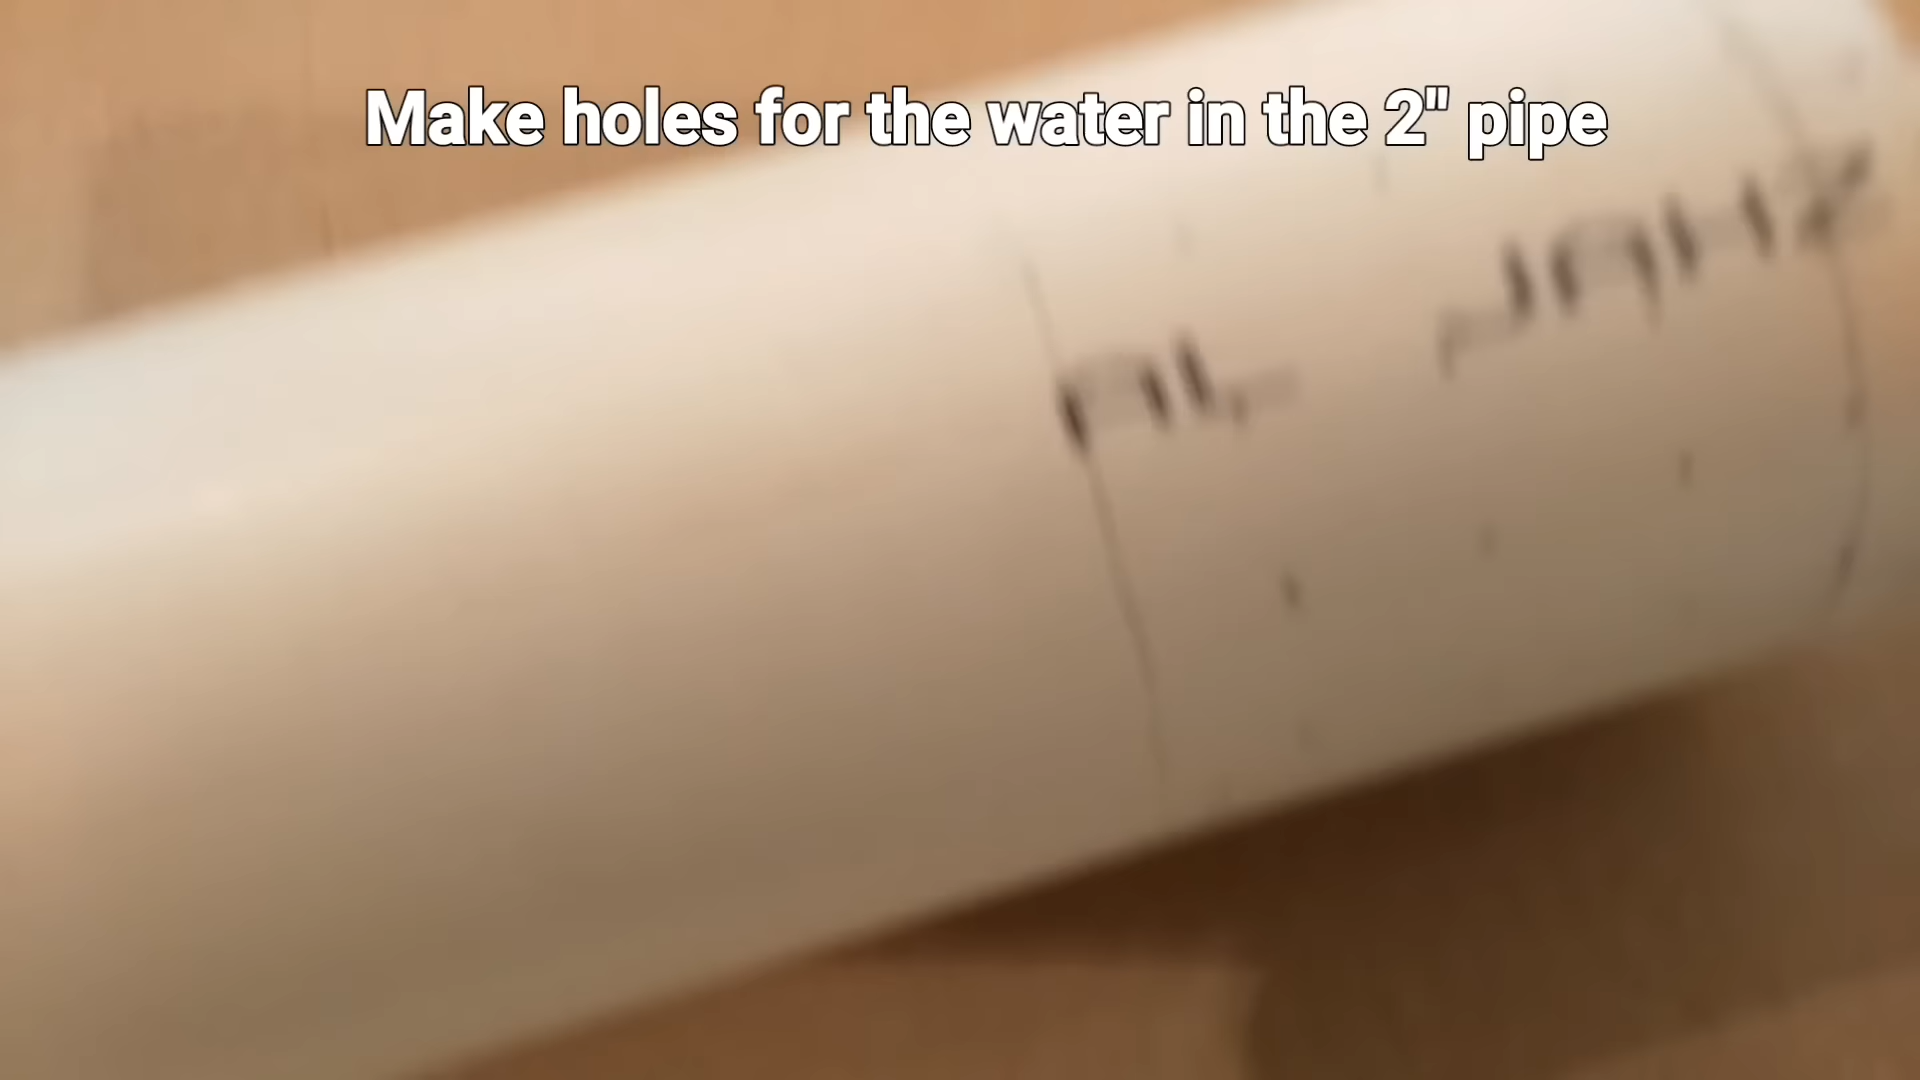 Make holes for the water in the 2" pipe